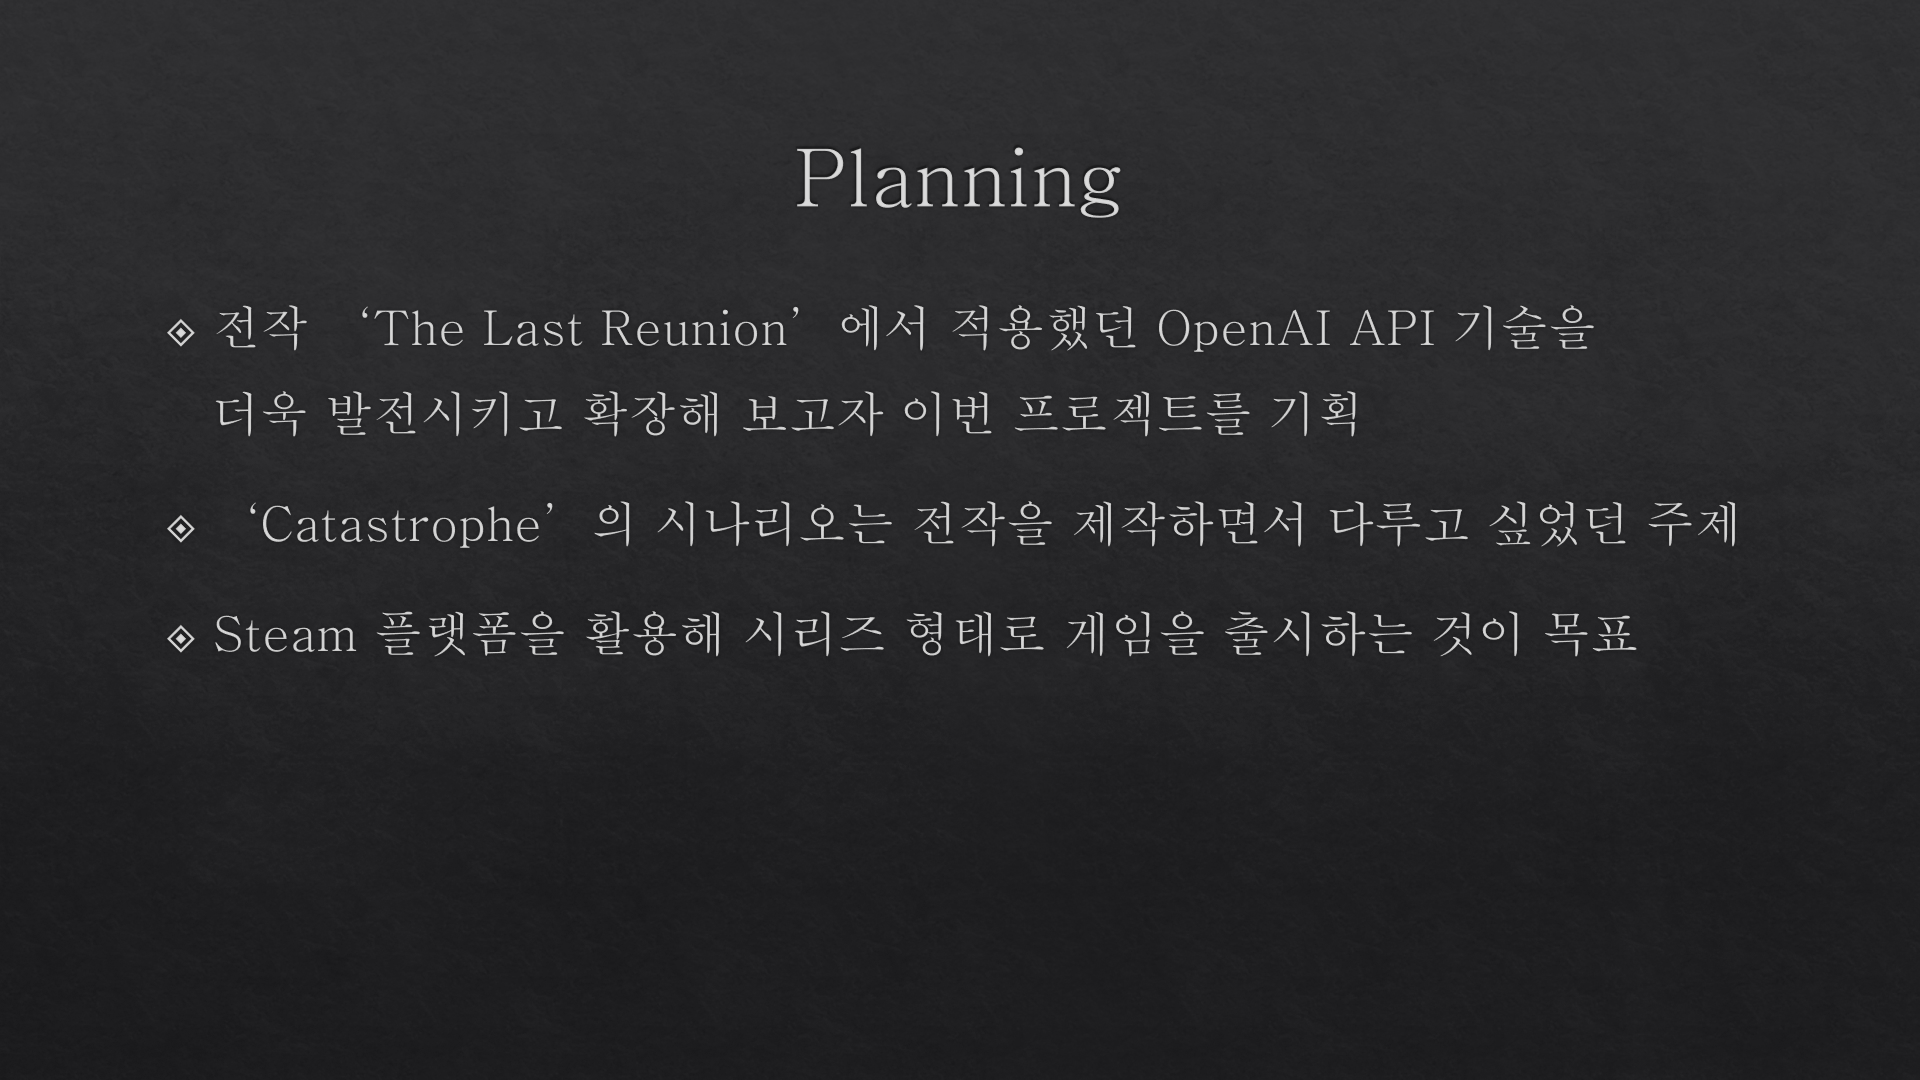 Planning
전작 ‘The Last Reunion’에서 적용했던 OpenAI API 기술을
더욱 발전시키고 확장해 보고자 이번 프로젝트를 기획
‘Catastrophe’의 시나리오는 전작을 제작하면서 다루고 싶었던 주제
Steam 플랫폼을 활용해 시리즈 형태로 게임을 출시하는 것이 목표